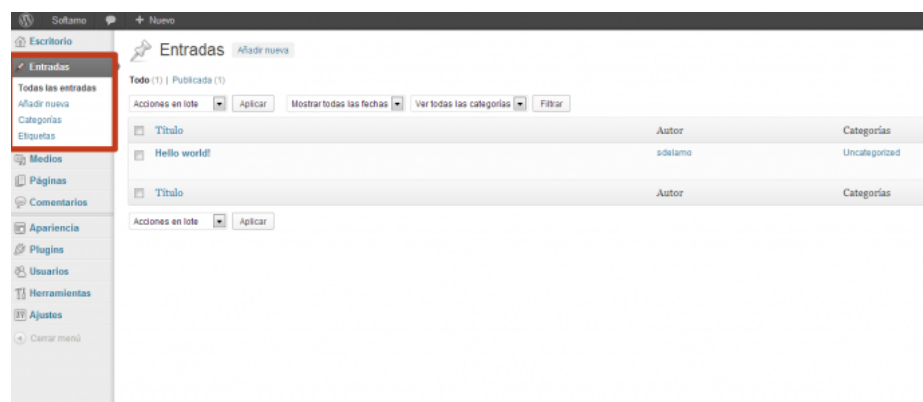 Softamo + Nuevo
Escritorio
Entradas
Todas las entradas
Añadir nueva
Categorías
Etiquetas
Medios
Páginas
Comentarios
Apariencia
Plugins
Usuarios
Herramientas
Ajustes
Cerrar menú
Entradas Añadir nueva
Todo (1) | Publicada (1)
Acciones en lote Aplicar Mostrar todas las fechas Ver todas las categorías Filtrar
Título Autor Categorías
Hello world! sdelamo Uncategorized
Título Autor Categorías
Acciones en lote Aplicar